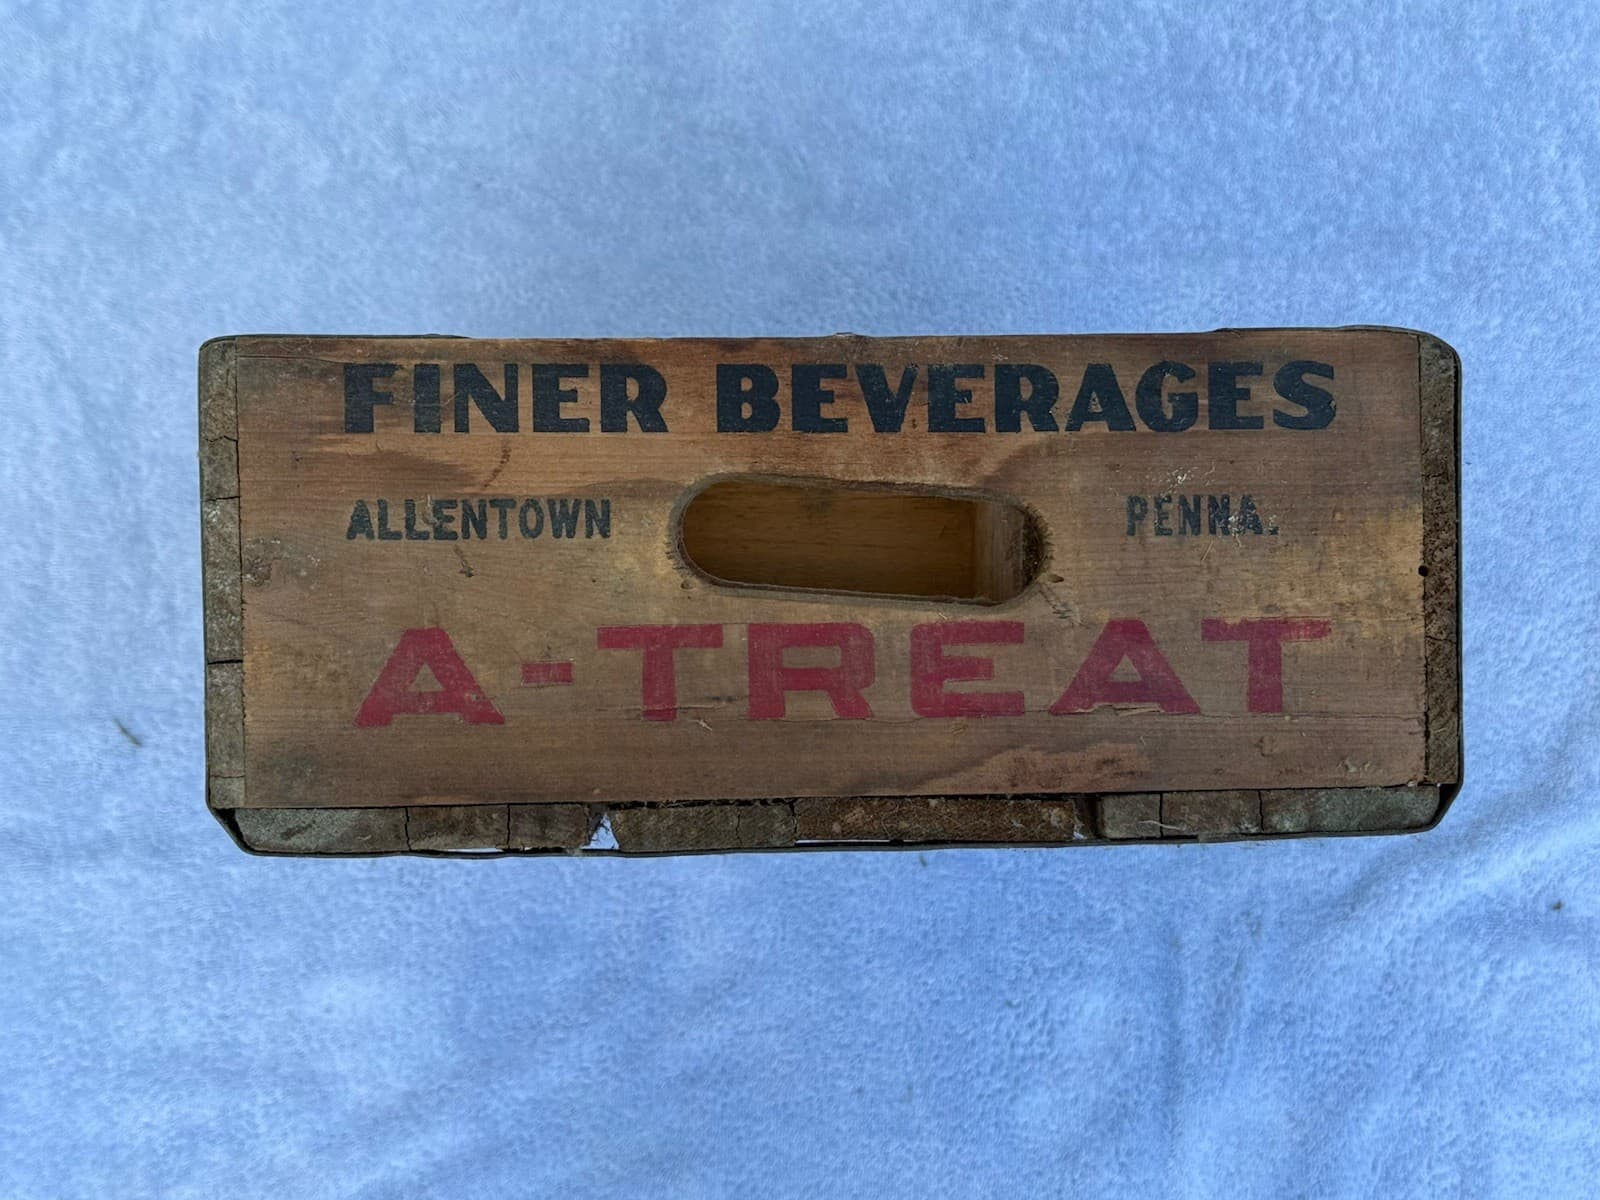 FINER BEVERAGES
ALLENTOWN PENNA.
A-TREAT